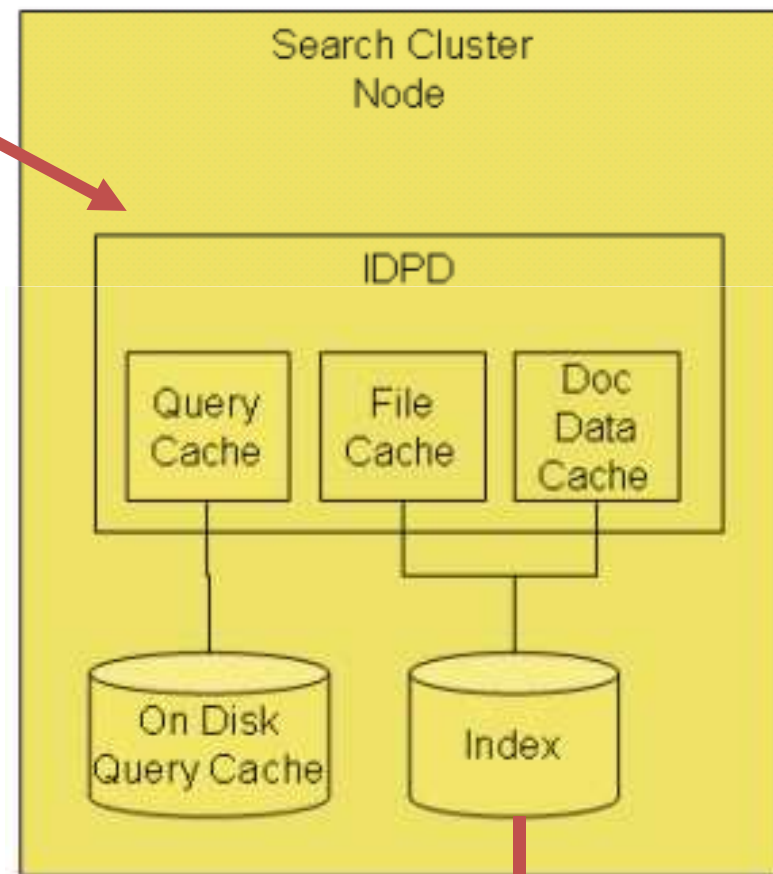 Search Cluster
Node
IDPD
Query
Cache
File
Cache
Doc
Data
Cache
On Disk
Query Cache
Index